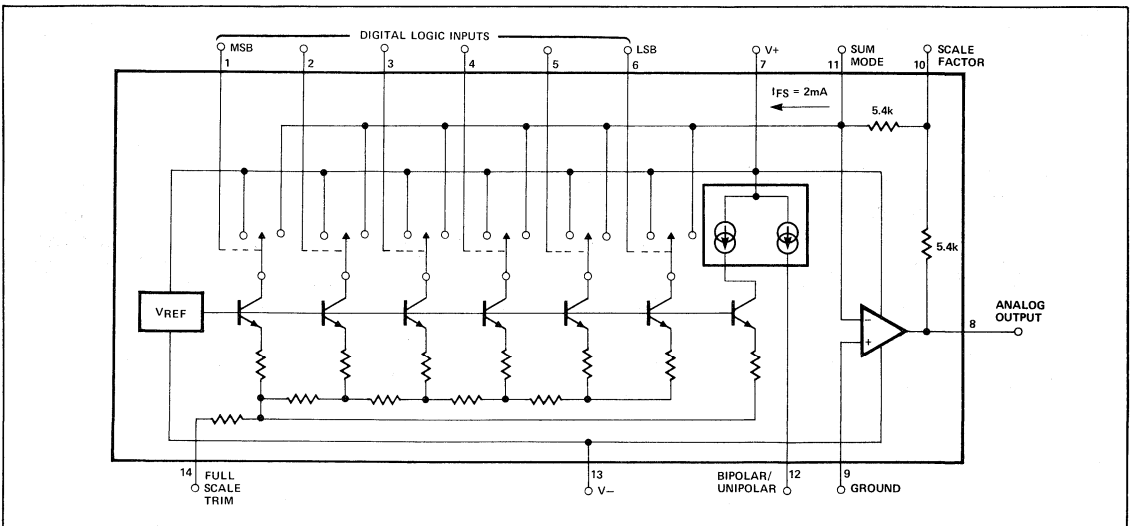 DIGITAL LOGIC INPUTS
MSB
LSB
V+
SUM
MODE
SCALE
FACTOR
1
2
3
4
5
6
7
11
10
IFS = 2mA
5.4k
5.4k
VREF
ANALOG
OUTPUT
8
−
+
14
FULL
SCALE
TRIM
13
V−
BIPOLAR/
UNIPOLAR
12
9
GROUND